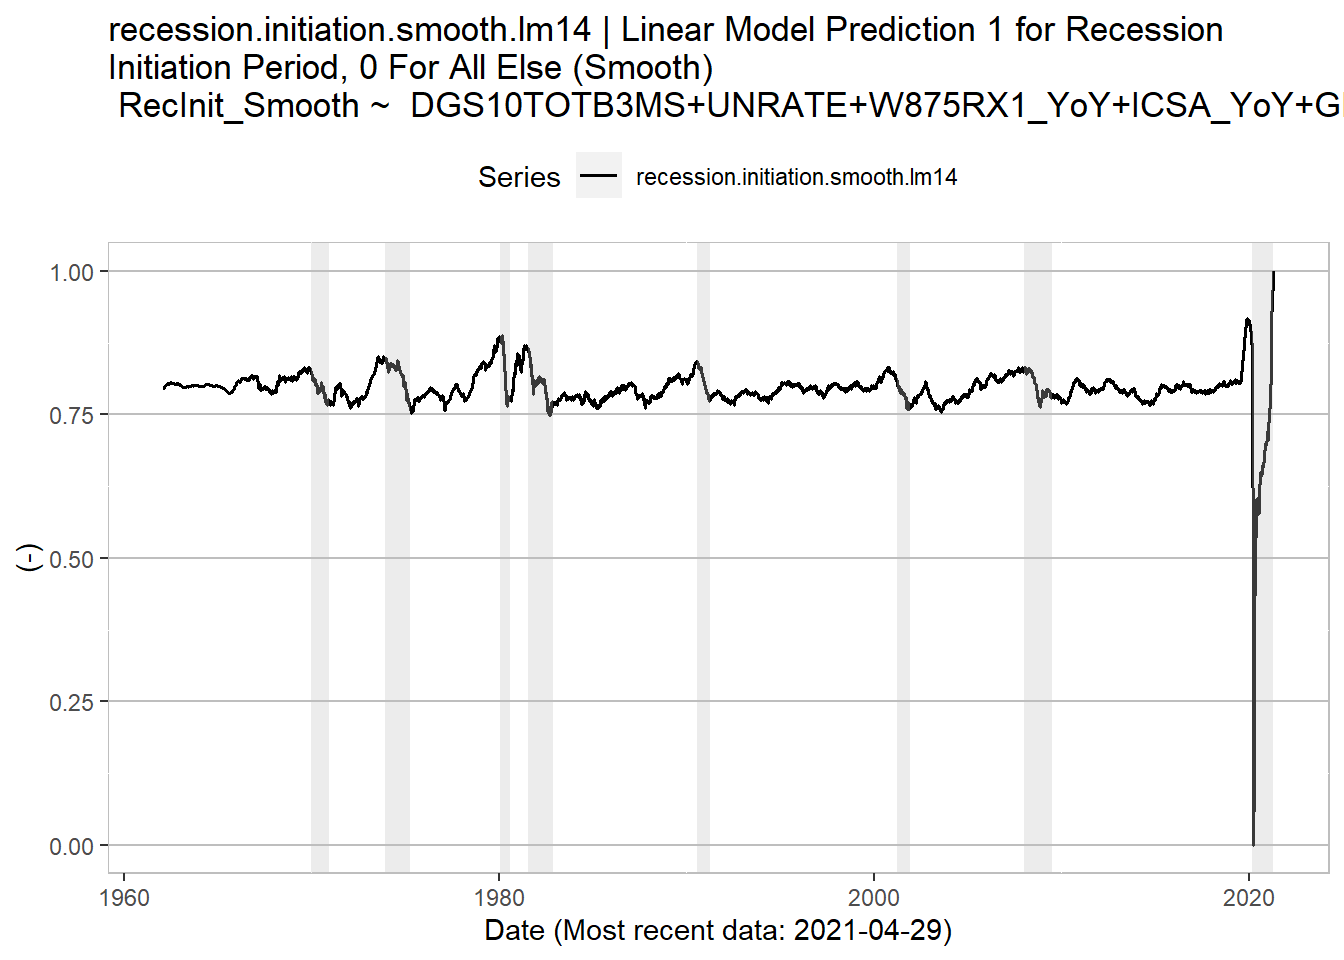 recession.initiation.smooth.lm14 | Linear Model Prediction 1 for Recession
Initiation Period, 0 For All Else (Smooth)
RecInit_Smooth ~ DGS10TOTB3MS+UNRATE+W875RX1_YoY+ICSA_YoY+G
Series recession.initiation.smooth.lm14
1.00
0.75
0.50
0.25
0.00
(-)
1960 1980 2000 2020
Date (Most recent data: 2021-04-29)